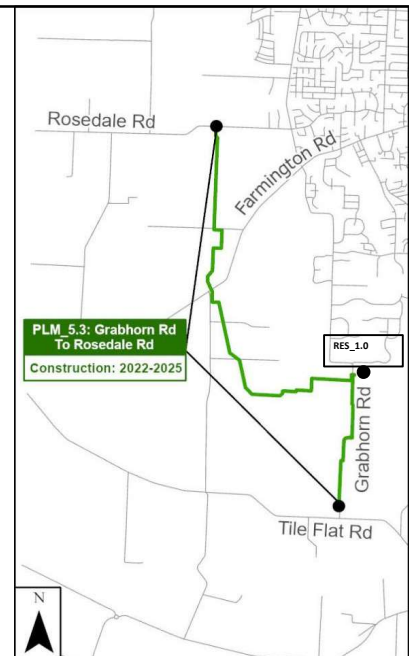 Rosedale Rd
Farmington Rd
PLM_5.3: Grabhorn Rd
To Rosedale Rd
Construction: 2022-2025
RES_1.0
Grabhorn Rd
Tile Flat Rd
N